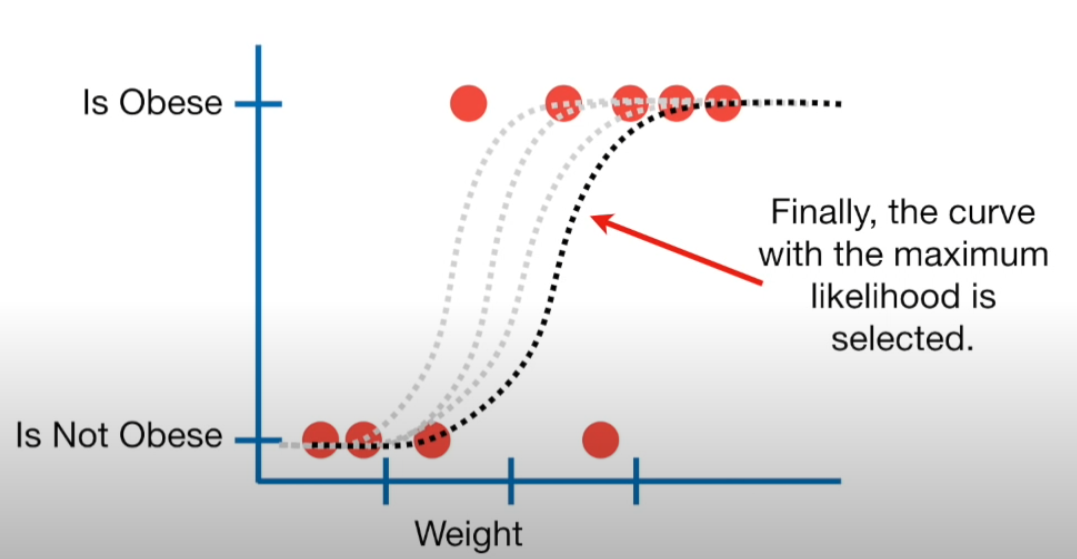 Is Obese
Finally, the curve
with the maximum
likelihood is
selected.
Is Not Obese
Weight